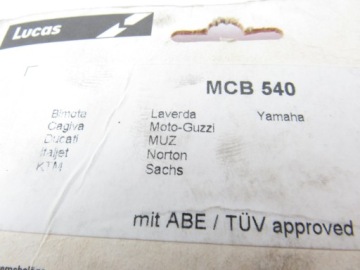 Lucas
MCB 540
Bimota Laverda Yamaha
Cagiva Moto-Guzzi
Ducati MUZ
Italjet Norton
KTM Sachs
mit ABE / TÜV approved